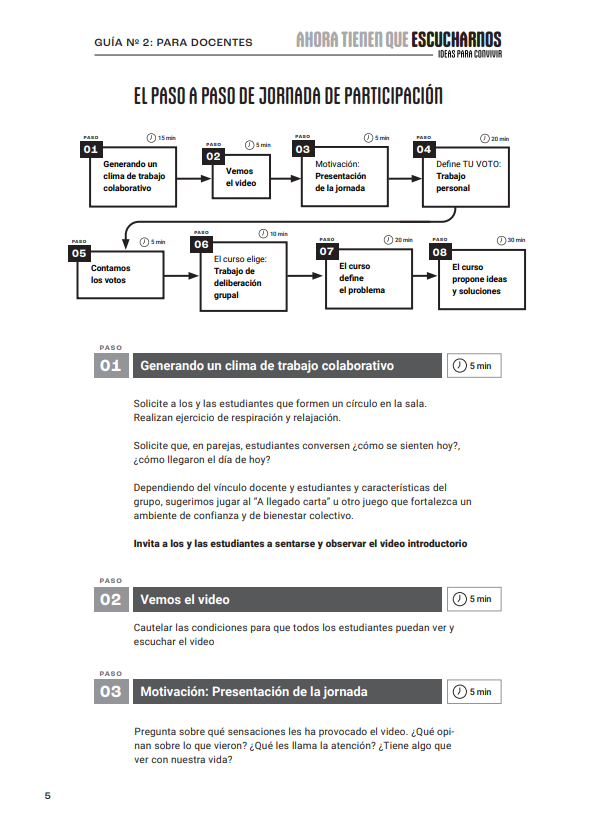 GUÍA Nº 2: PARA DOCENTES
AHORA TIENEN QUE ESCUCHARNOS
IDEAS PARA CONVIVIR
EL PASO A PASO DE JORNADA DE PARTICIPACIÓN
PASO
01
15 min
Generando un
clima de trabajo
colaborativo
PASO
02
5 min
Vemos
el video
PASO
03
5 min
Motivación:
Presentación
de la jornada
PASO
04
20 min
Define TU VOTO:
Trabajo
personal
PASO
05
5 min
Contamos
los votos
PASO
06
10 min
El curso elige:
Trabajo de
deliberación
grupal
PASO
07
20 min
El curso
define
el problema
PASO
08
30 min
El curso
propone ideas
y soluciones
PASO
01
Generando un clima de trabajo colaborativo
5 min
Solicite a los y las estudiantes que formen un círculo en la sala.
Realizan ejercicio de respiración y relajación.
Solicite que, en parejas, estudiantes conversen ¿cómo se sienten hoy?,
¿cómo llegaron el día de hoy?
Dependiendo del vínculo docente y estudiantes y características del
grupo, sugerimos jugar al "A llegado carta" u otro juego que fortalezca un
ambiente de confianza y de bienestar colectivo.
Invita a los y las estudiantes a sentarse y observar el video introductorio
PASO
02
Vemos el video
5 min
Cautelar las condiciones para que todos los estudiantes puedan ver y
escuchar el video
PASO
03
Motivación: Presentación de la jornada
5 min
Pregunta sobre qué sensaciones les ha provocado el video. ¿Qué opi-
nan sobre lo que vieron? ¿Qué les llama la atención? ¿Tiene algo que
ver con nuestra vida?
5